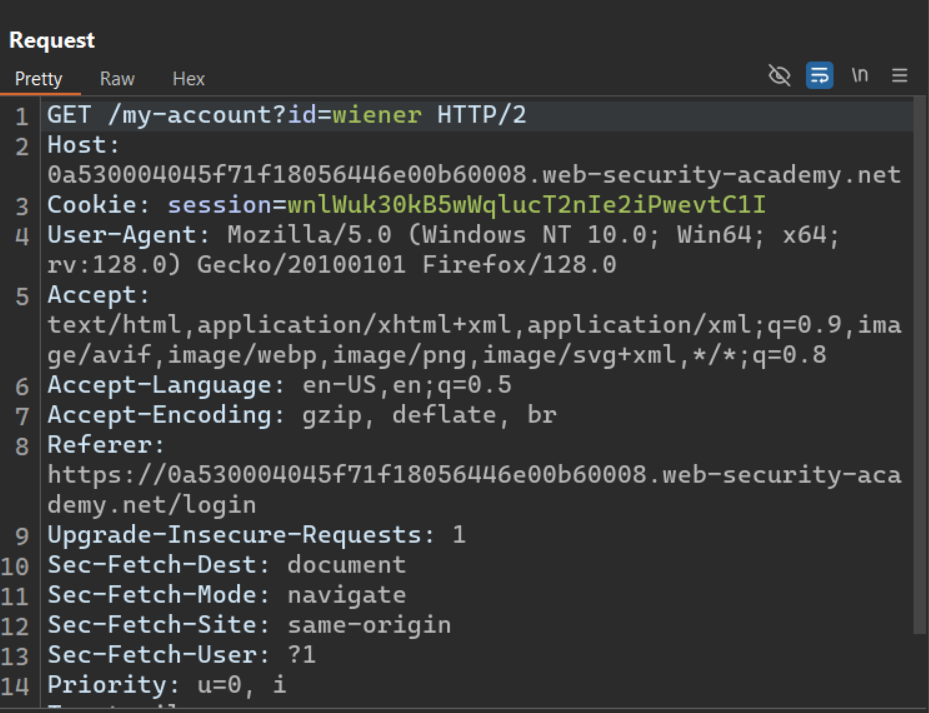 Request
Pretty Raw Hex \n
1 GET /my-account?id=wiener HTTP/2
2 Host:
0a530004045f71f18056446e00b60008.web-security-academy.net
3 Cookie: session=wnlWuk30kB5wWqlucT2nIe2iPwevtC1I
4 User-Agent: Mozilla/5.0 (Windows NT 10.0; Win64; x64;
rv:128.0) Gecko/20100101 Firefox/128.0
5 Accept:
text/html,application/xhtml+xml,application/xml;q=0.9,ima
ge/avif,image/webp,image/png,image/svg+xml,*/*;q=0.8
6 Accept-Language: en-US,en;q=0.5
7 Accept-Encoding: gzip, deflate, br
8 Referer:
https://0a530004045f71f18056446e00b60008.web-security-aca
demy.net/login
9 Upgrade-Insecure-Requests: 1
10 Sec-Fetch-Dest: document
11 Sec-Fetch-Mode: navigate
12 Sec-Fetch-Site: same-origin
13 Sec-Fetch-User: ?1
14 Priority: u=0, i